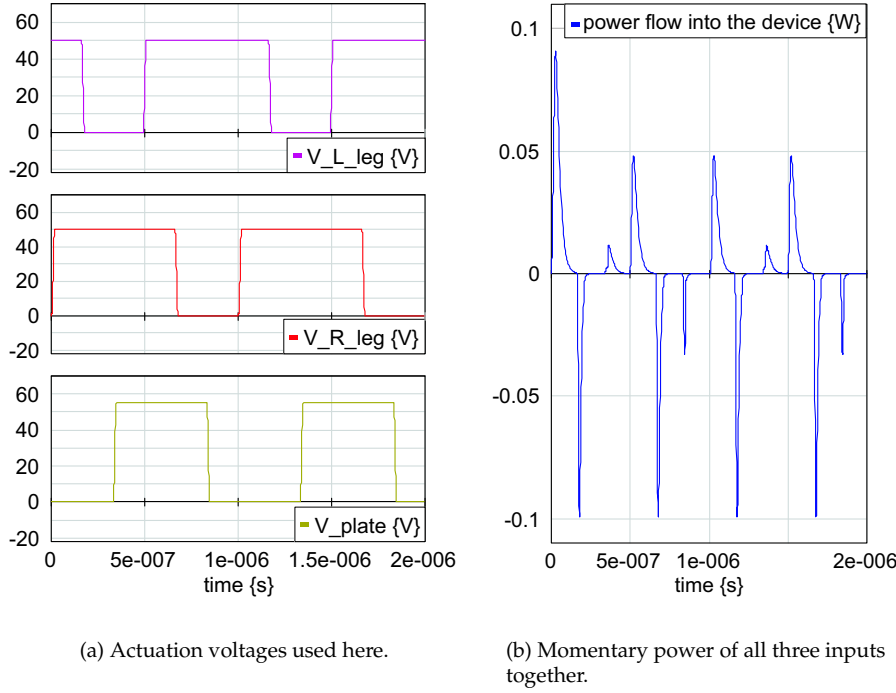 60
40
20
0
-20
V_L_leg {V}
60
40
20
0
-20
V_R_leg {V}
60
40
20
0
-20
V_plate {V}
0 5e-007 1e-006 1.5e-006 2e-006
time {s}
(a) Actuation voltages used here.
power flow into the device {W}
0.1
0.05
0
-0.05
-0.1
0 5e-007 1e-006 2e-006
time {s}
(b) Momentary power of all three inputs
together.